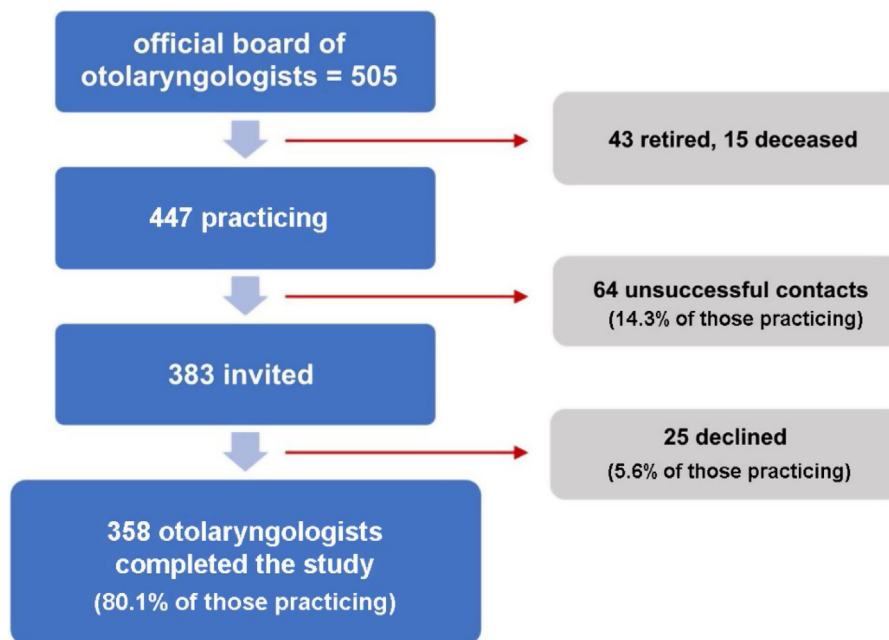 official board of
otolaryngologists = 505
43 retired, 15 deceased
447 practicing
64 unsuccessful contacts
(14.3% of those practicing)
383 invited
25 declined
(5.6% of those practicing)
358 otolaryngologists
completed the study
(80.1% of those practicing)